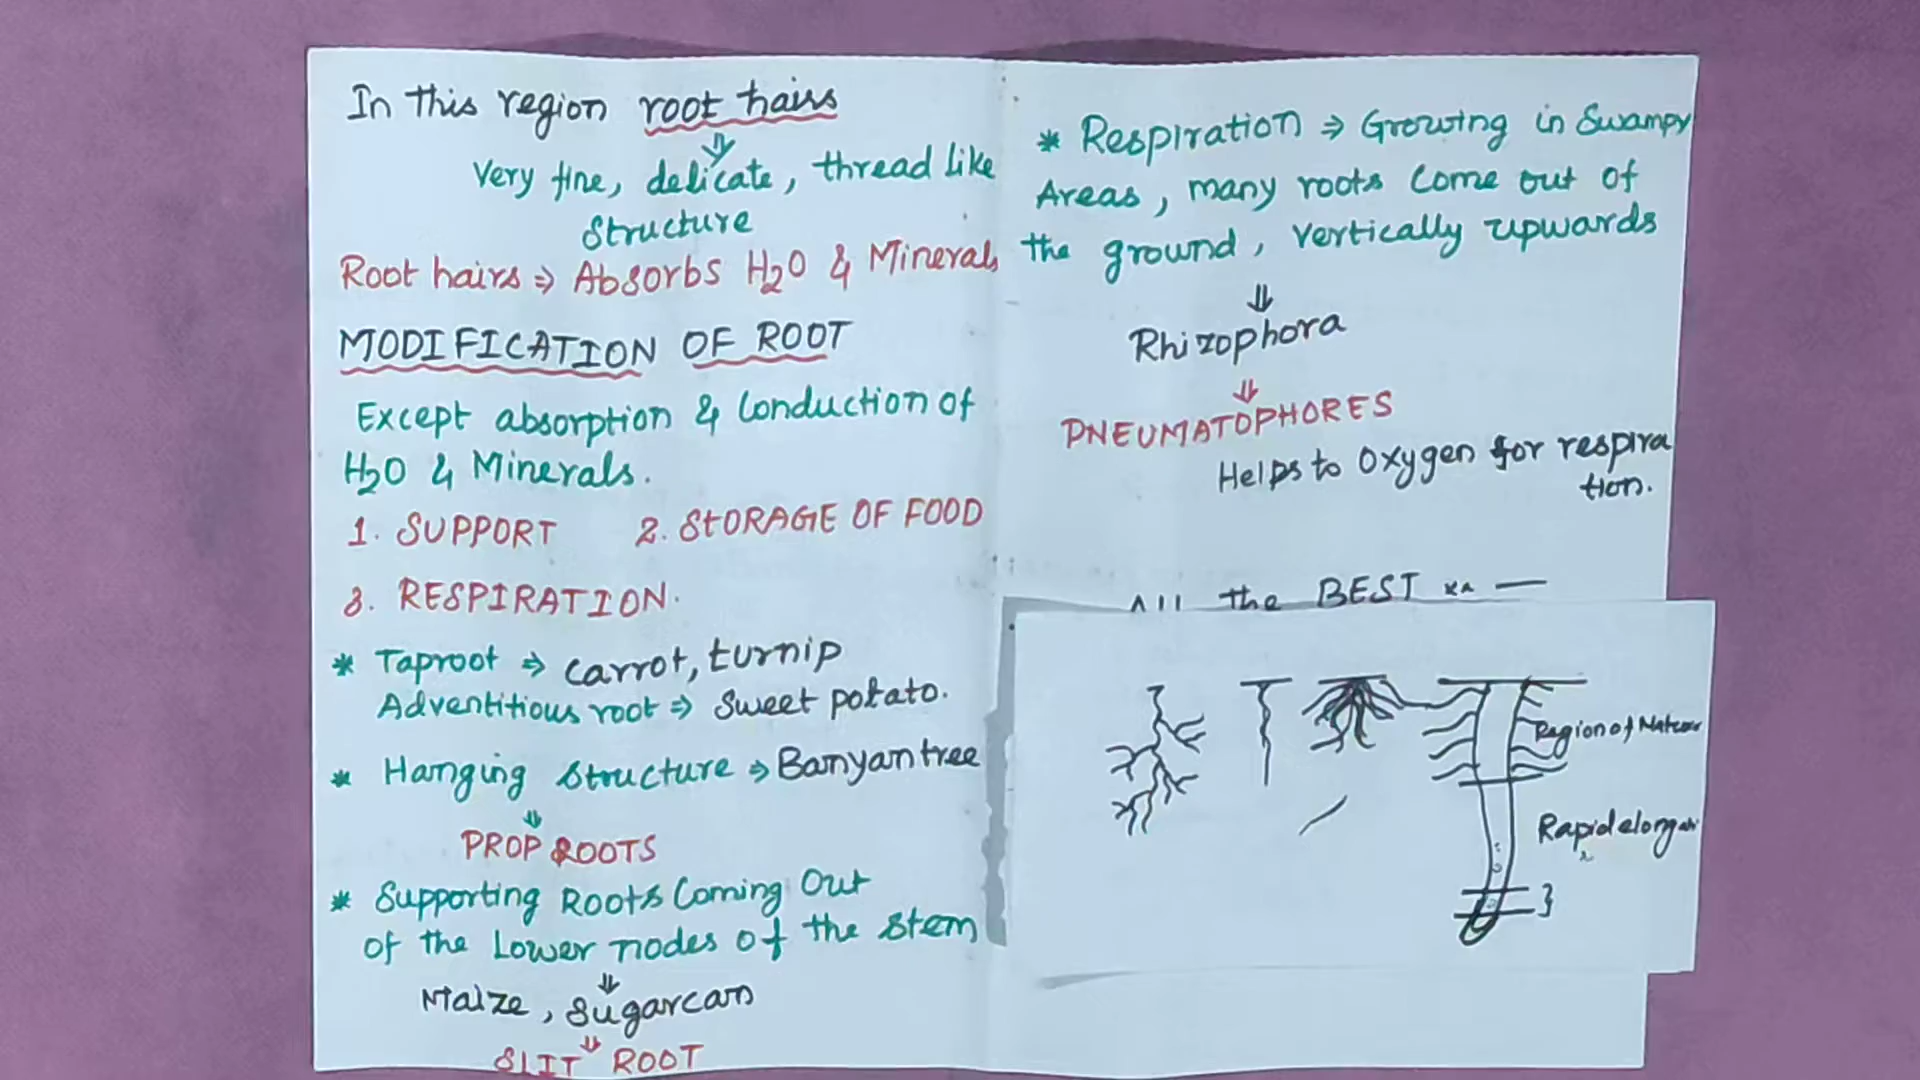 In this region root hairs
⇓
Very fine, delicate, thread like
Structure
Root hairs ⇒ Absorbs H2O & Minerals
MODIFICATION OF ROOT
Except absorption & Conduction of
H2O & Minerals.
1. SUPPORT 2. STORAGE OF FOOD
3. RESPIRATION.
* Taproot ⇒ Carrot, turnip
Adventitious root ⇒ Sweet potato.
* Hanging Structure ⇒ Banyan tree
⇓
PROP ROOTS
* Supporting Roots Coming Out
of the Lower nodes of the Stem
⇓
Maize, Sugarcan
⇓
SLIT ROOT
* Respiration ⇒ Growing in Swampy
Areas, many roots Come out of
the ground, Vertically upwards
⇓
Rhizophora
⇓
PNEUMATOPHORES
Helps to Oxygen for respira
tion.
All the BEST
Region of Matur
Rapid elongati